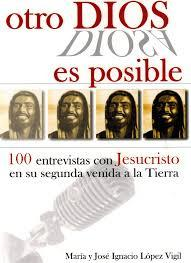 otro DIOS
DIOSA
es posible
100 entrevistas con Jesucristo
en su segunda venida a la Tierra
María y José Ignacio López Vigil